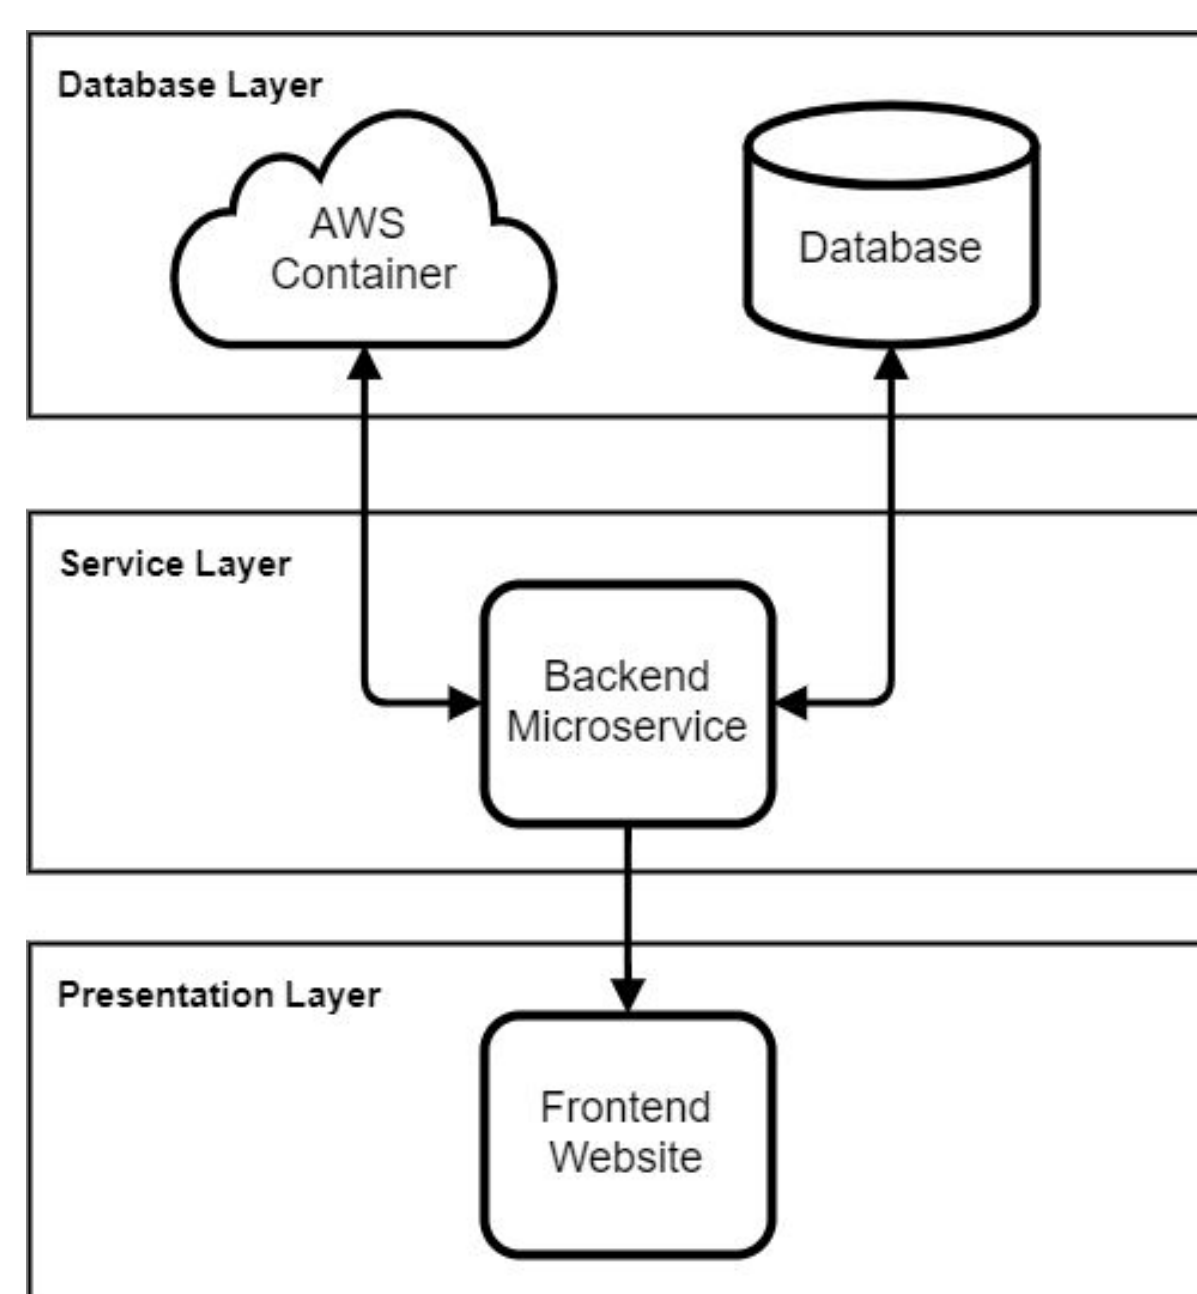 Database Layer
AWS
Container
Database
Service Layer
Backend
Microservice
Presentation Layer
Frontend
Website